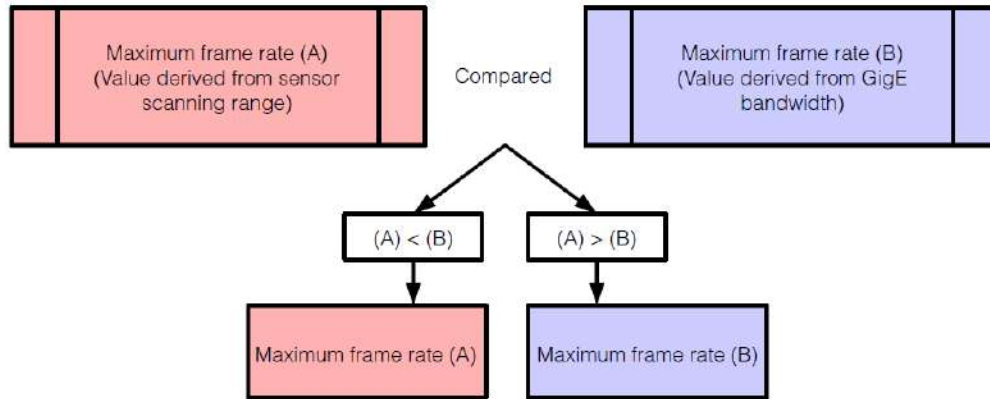 Maximum frame rate (A)
(Value derived from sensor
scanning range)
Compared
Maximum frame rate (B)
(Value derived from GigE
bandwidth)
(A) < (B)
(A) > (B)
Maximum frame rate (A)
Maximum frame rate (B)